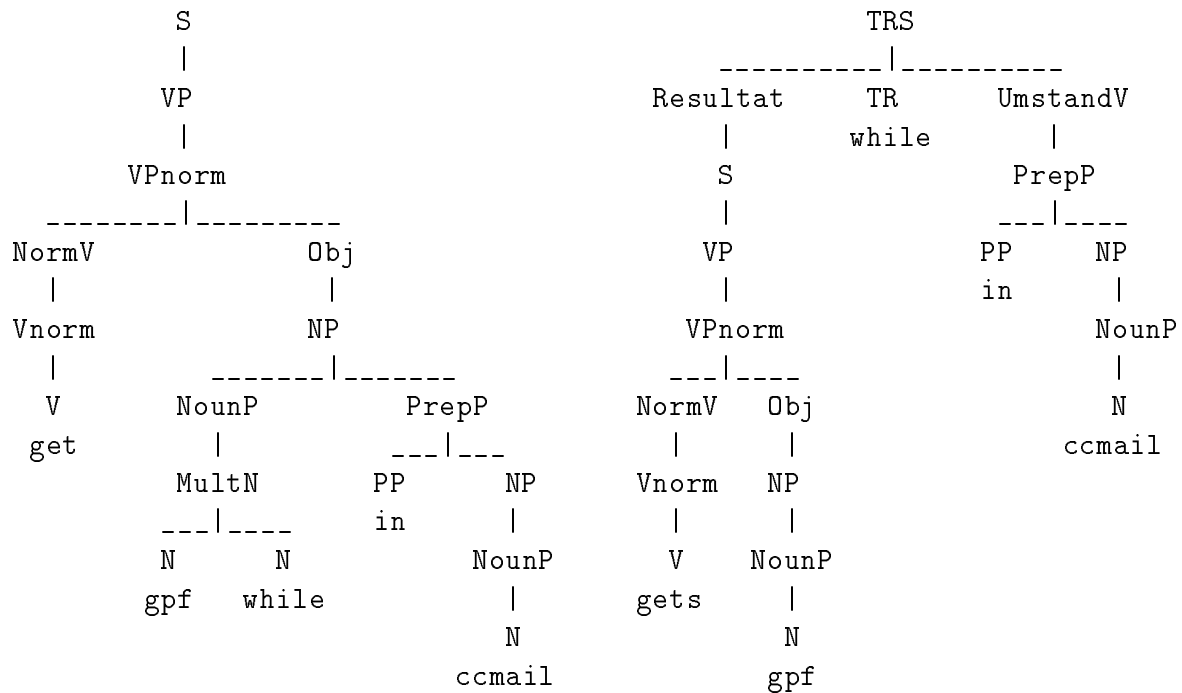 S TRS
VP Resultat TR UmstandV
while
VPnorm S PrepP
NormV Obj VP PP NP
in
Vnorm NP VPnorm NounP
V NounP PrepP NormV Obj N
get ccmail
MultN PP NP Vnorm NP
in
N N NounP V NounP
gpf while gets
N N
ccmail gpf